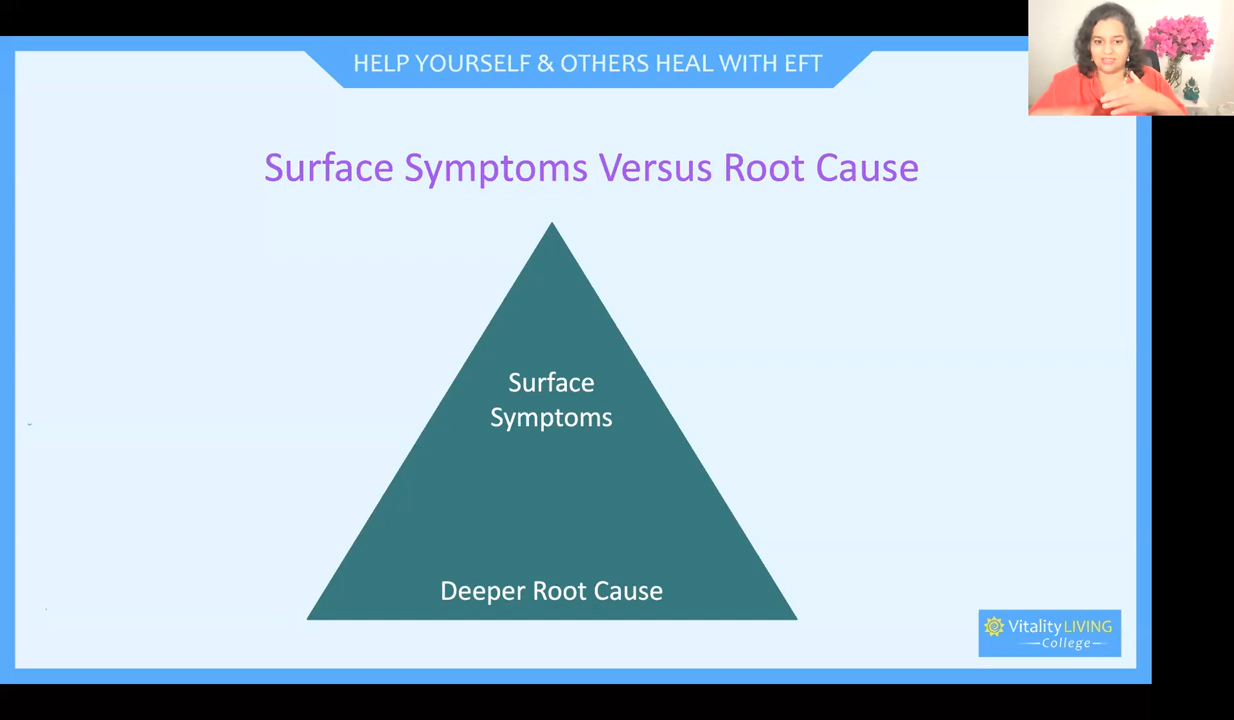 HELP YOURSELF & OTHERS HEAL WITH EFT
Surface Symptoms Versus Root Cause
Surface
Symptoms
Deeper Root Cause
Vitality LIVING
College